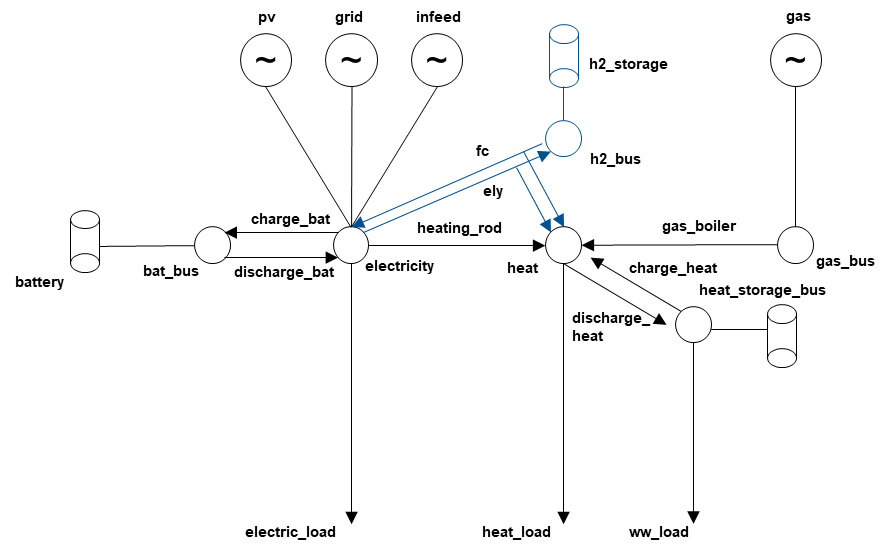 pv
grid
infeed
gas
~
~
~
~
h2_storage
fc
h2_bus
ely
charge_bat
heating_rod
gas_boiler
battery
bat_bus
discharge_bat
electricity
heat
charge_heat
gas_bus
heat_storage_bus
discharge_
heat
electric_load
heat_load
ww_load